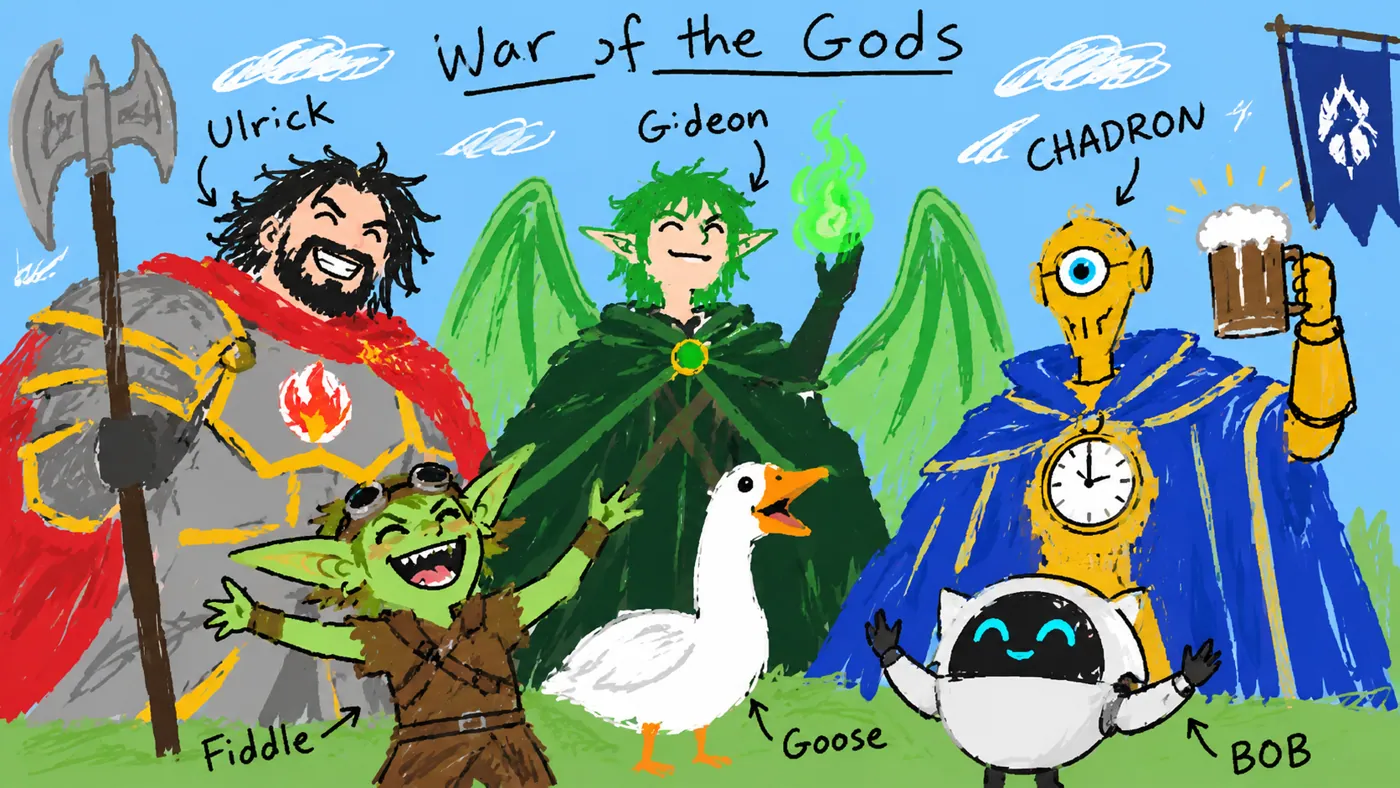 War of the Gods
Ulrick
Gideon
CHADRON
Fiddle
Goose
BOB